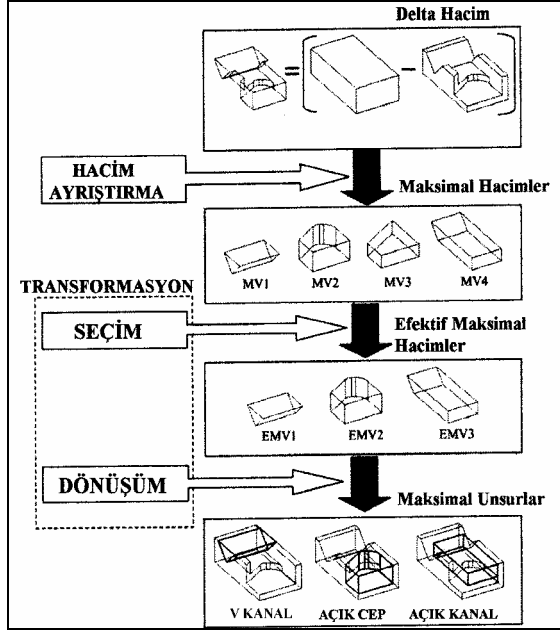 Delta Hacim
=
−
HACİM
AYRIŞTIRMA
Maksimal Hacimler
MV1 MV2 MV3 MV4
TRANSFORMASYON
SEÇİM
Efektif Maksimal
Hacimler
EMV1 EMV2 EMV3
DÖNÜŞÜM
Maksimal Unsurlar
V KANAL AÇIK CEP AÇIK KANAL